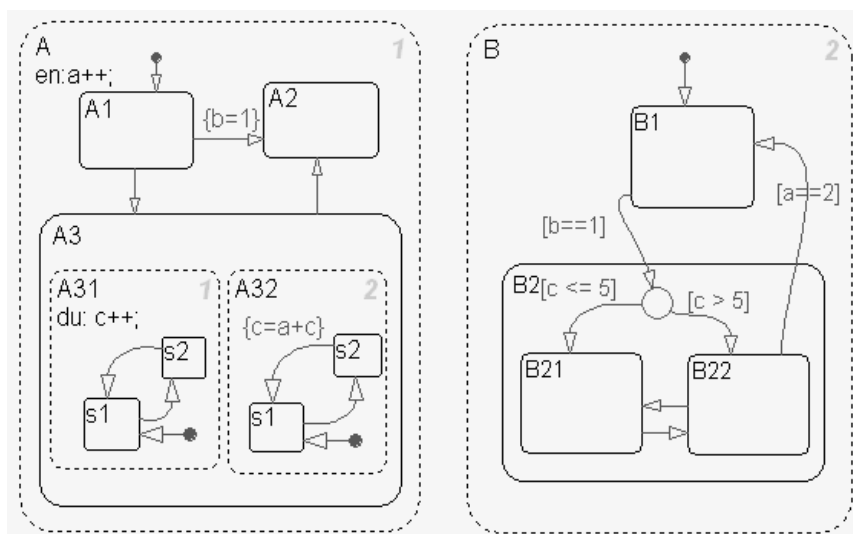 A
1
en:a++;
A1
{b=1}
A2
A3
A31
1
du: c++;
s2
s1
A32
2
{c=a+c}
s2
s1
B
2
B1
[a==2]
[b==1]
B2
[c <= 5]
[c > 5]
B21
B22